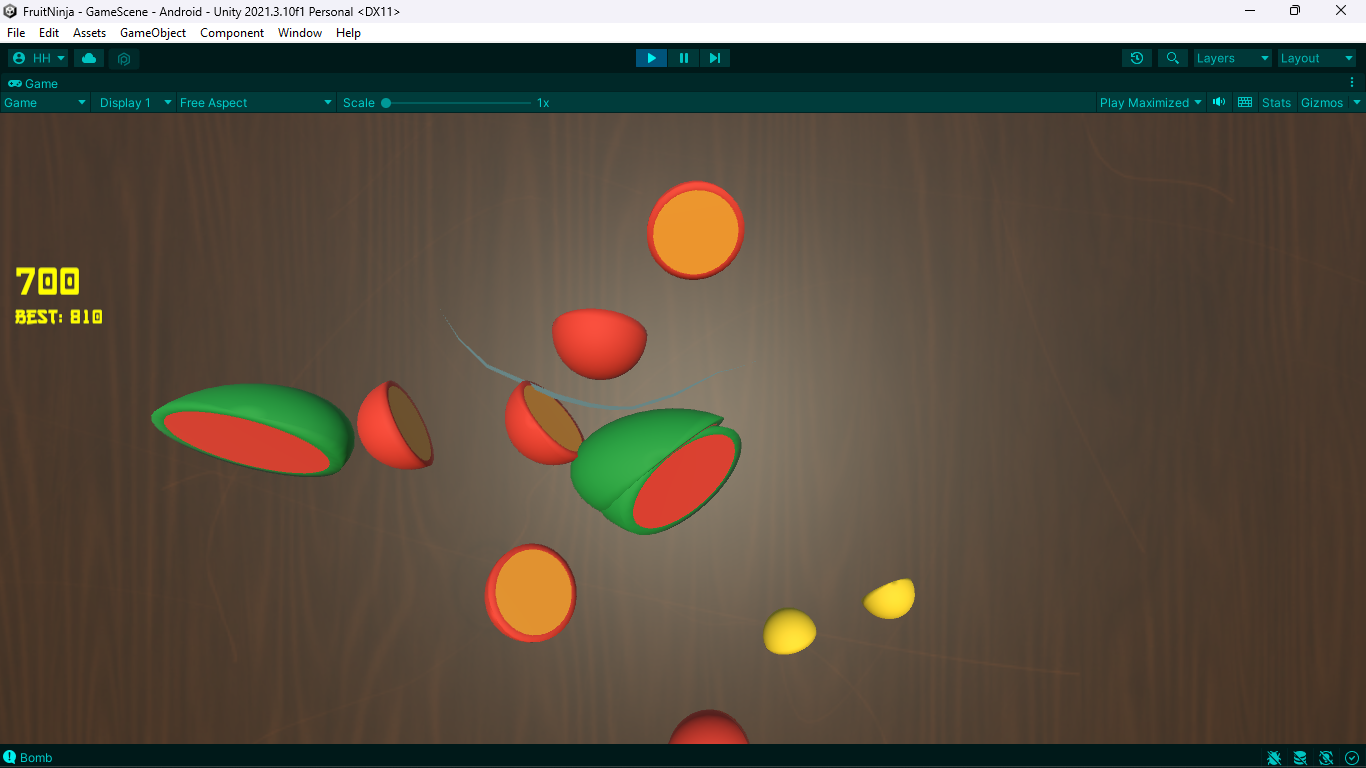 FruitNinja - GameScene - Android - Unity 2021.3.10f1 Personal <DX11>
File Edit Assets GameObject Component Window Help
HH Layers Layout
Game
Game Display 1 Free Aspect Scale 1x Play Maximized Stats Gizmos
700
BEST: 810
Bomb